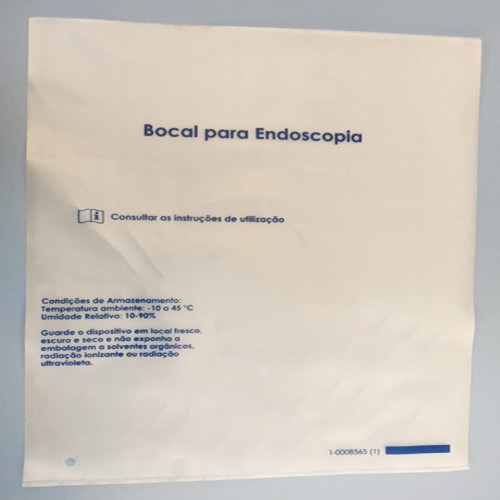 Bocal para Endoscopia
Consultar as instruções de utilização
Condições de Armazenamento:
Temperatura ambiente: -10 a 45 °C
Umidade Relativa: 10-90%
Guarde o dispositivo em local fresco,
escuro e seco e não exponha a
embalagem a solventes orgânicos,
radiação ionizante ou radiação
ultravioleta.
1-0008565 (1)